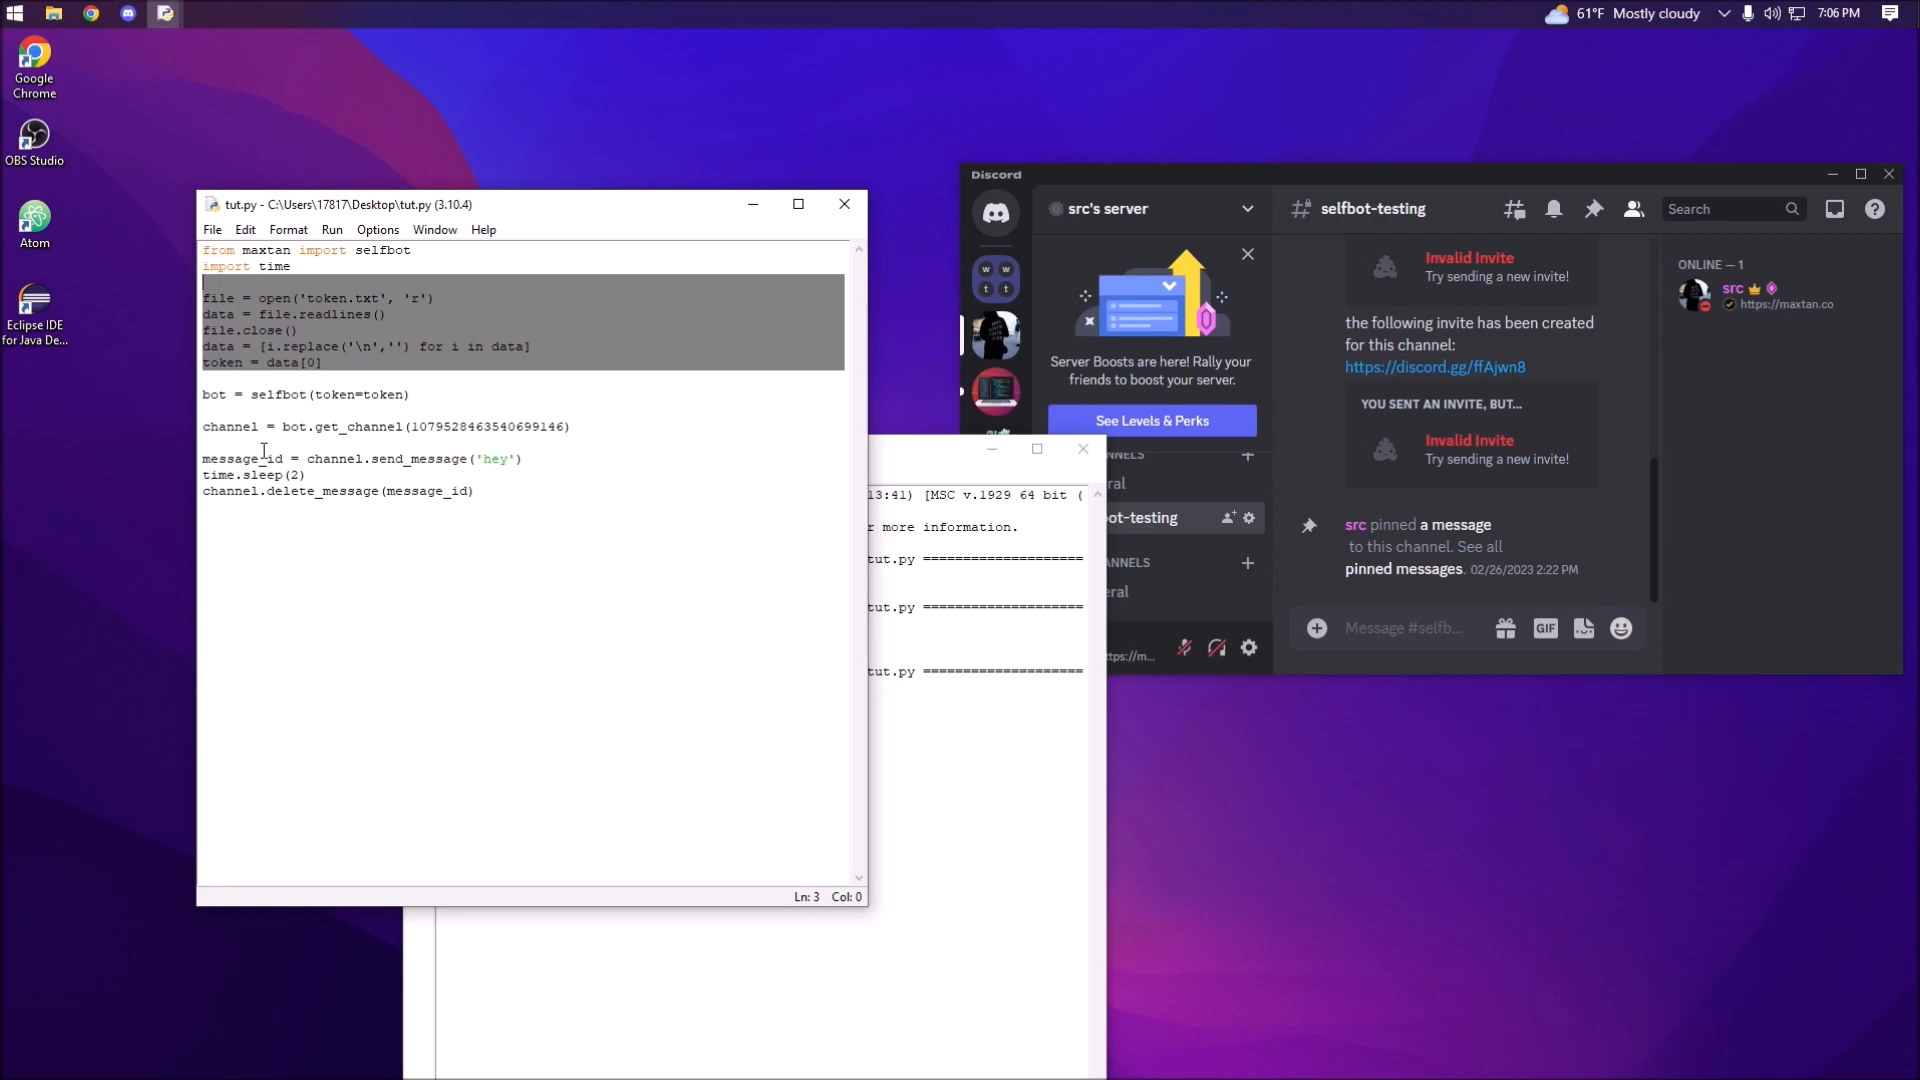 61°F Mostly cloudy
7:06 PM
Google
Chrome
OBS Studio
Atom
Eclipse IDE
for Java De...
tut.py - C:\Users\17817\Desktop\tut.py (3.10.4)
File Edit Format Run Options Window Help
from maxtan import selfbot
import time
file = open('token.txt', 'r')
data = file.readlines()
file.close()
data = [i.replace('\n','') for i in data]
token = data[0]
bot = selfbot(token=token)
channel = bot.get_channel(1079528463540699146)
message_id = channel.send_message('hey')
time.sleep(2)
channel.delete_message(message_id)
Ln: 3 Col: 0
13:41) [MSC v.1929 64 bit (
r more information.
tut.py ====================
tut.py ====================
tut.py ====================
Discord
src's server
selfbot-testing
Search
w w
t t
Server Boosts are here! Rally your
friends to boost your server.
See Levels & Perks
NNELS
ral
ot-testing
ANNELS
eral
ttps://m...
Invalid Invite
Try sending a new invite!
the following invite has been created
for this channel:
https://discord.gg/ffAjwn8
YOU SENT AN INVITE, BUT...
Invalid Invite
Try sending a new invite!
src pinned a message
to this channel. See all
pinned messages. 02/26/2023 2:22 PM
Message #selfb...
GIF
ONLINE — 1
src
https://maxtan.co